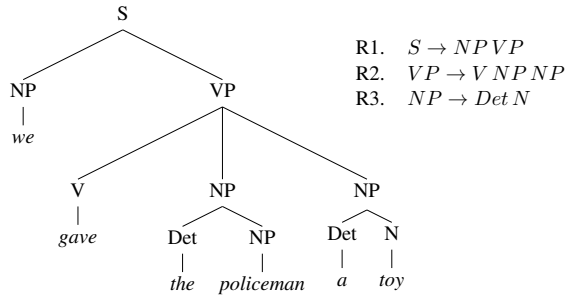 S
R1. S → NP VP
R2. VP → V NP NP
R3. NP → Det N
NP VP
we
V NP NP
gave
Det NP Det N
the policeman a toy